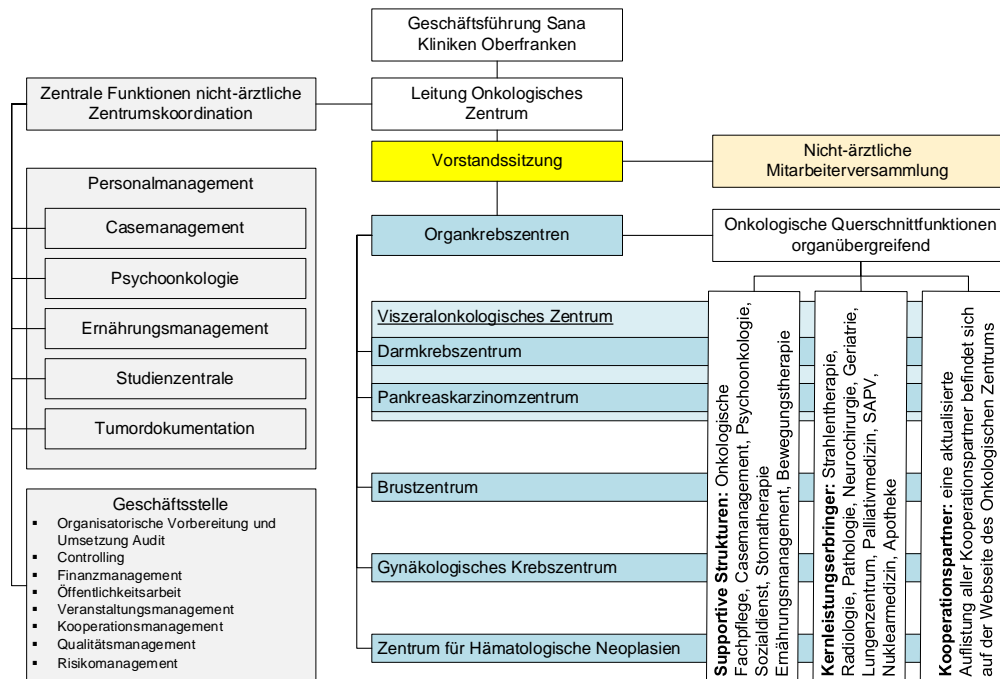 Geschäftsführung Sana
Kliniken Oberfranken
Zentrale Funktionen nicht-ärztliche
Zentrumskoordination
Leitung Onkologisches
Zentrum
Vorstandssitzung
Nicht-ärztliche
Mitarbeiterversammlung
Personalmanagement
Casemanagement
Psychoonkologie
Ernährungsmanagement
Studienzentrale
Tumordokumentation
Geschäftsstelle
▪ Organisatorische Vorbereitung und
Umsetzung Audit
▪ Controlling
▪ Finanzmanagement
▪ Öffentlichkeitsarbeit
▪ Veranstaltungsmanagement
▪ Kooperationsmanagement
▪ Qualitätsmanagement
▪ Risikomanagement
Organkrebszentren
Onkologische Querschnittfunktionen
organübergreifend
Viszeralonkologisches Zentrum
Darmkrebszentrum
Pankreaskarzinomzentrum
Brustzentrum
Gynäkologisches Krebszentrum
Zentrum für Hämatologische Neoplasien
Supportive Strukturen: Onkologische
Fachpflege, Casemanagement, Psychoonkologie,
Sozialdienst, Stomatherapie
Ernährungsmanagement, Bewegungstherapie
Kernleistungserbringer: Strahlentherapie,
Radiologie, Pathologie, Neurochirurgie, Geriatrie,
Lungenzentrum, Palliativmedizin, SAPV,
Nuklearmedizin, Apotheke
Kooperationspartner: eine aktualisierte
Auflistung aller Kooperationspartner befindet sich
auf der Webseite des Onkologischen Zentrums